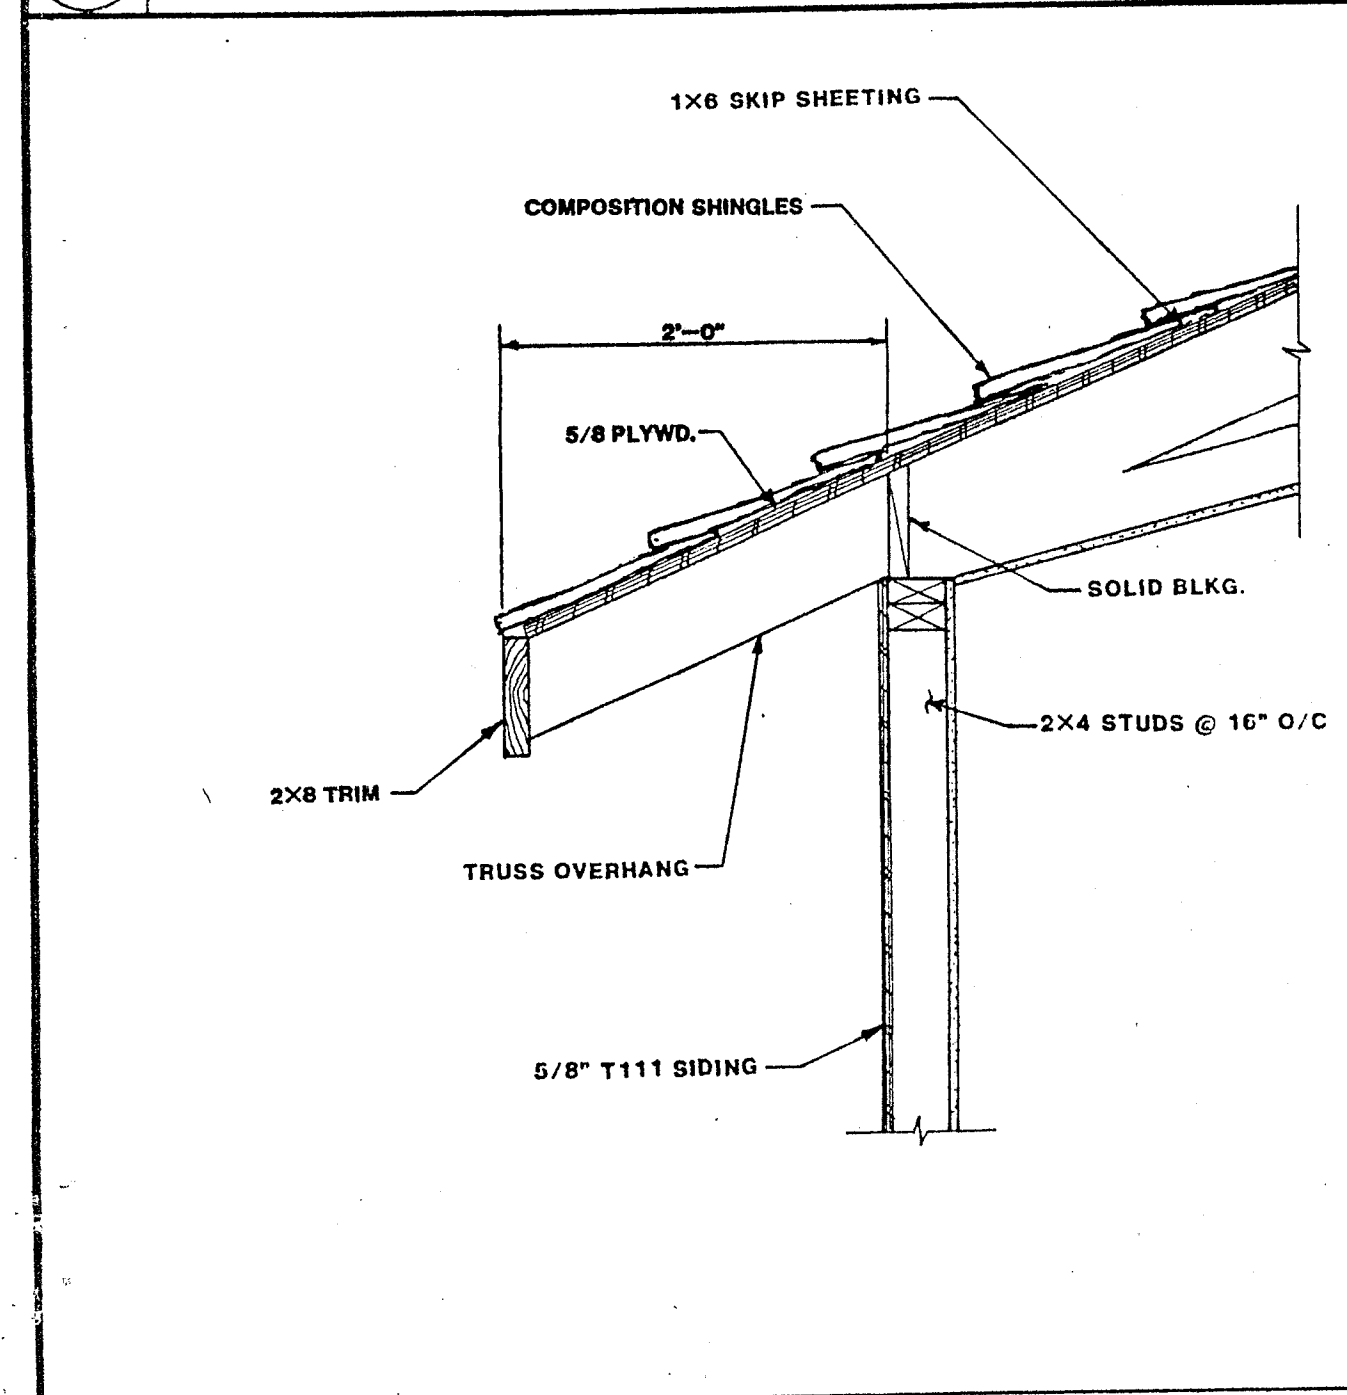 1X6 SKIP SHEETING
COMPOSITION SHINGLES
2'-0"
5/8 PLYWD.
SOLID BLKG.
2X4 STUDS @ 16" O/C
2X8 TRIM
TRUSS OVERHANG
5/8" T111 SIDING